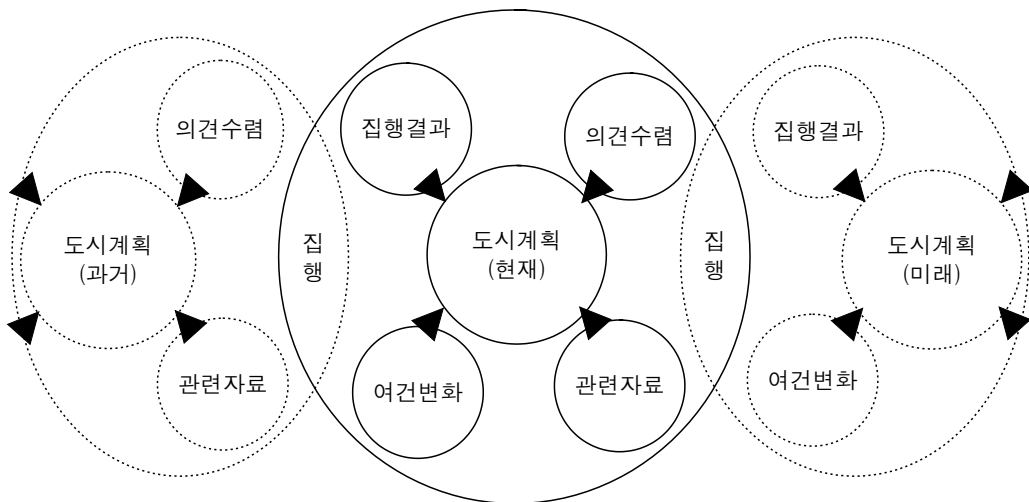 의견수렴
도시계획
(과거)
관련자료
집
행
집행결과
의견수렴
도시계획
(현재)
여건변화
관련자료
집
행
집행결과
도시계획
(미래)
여건변화